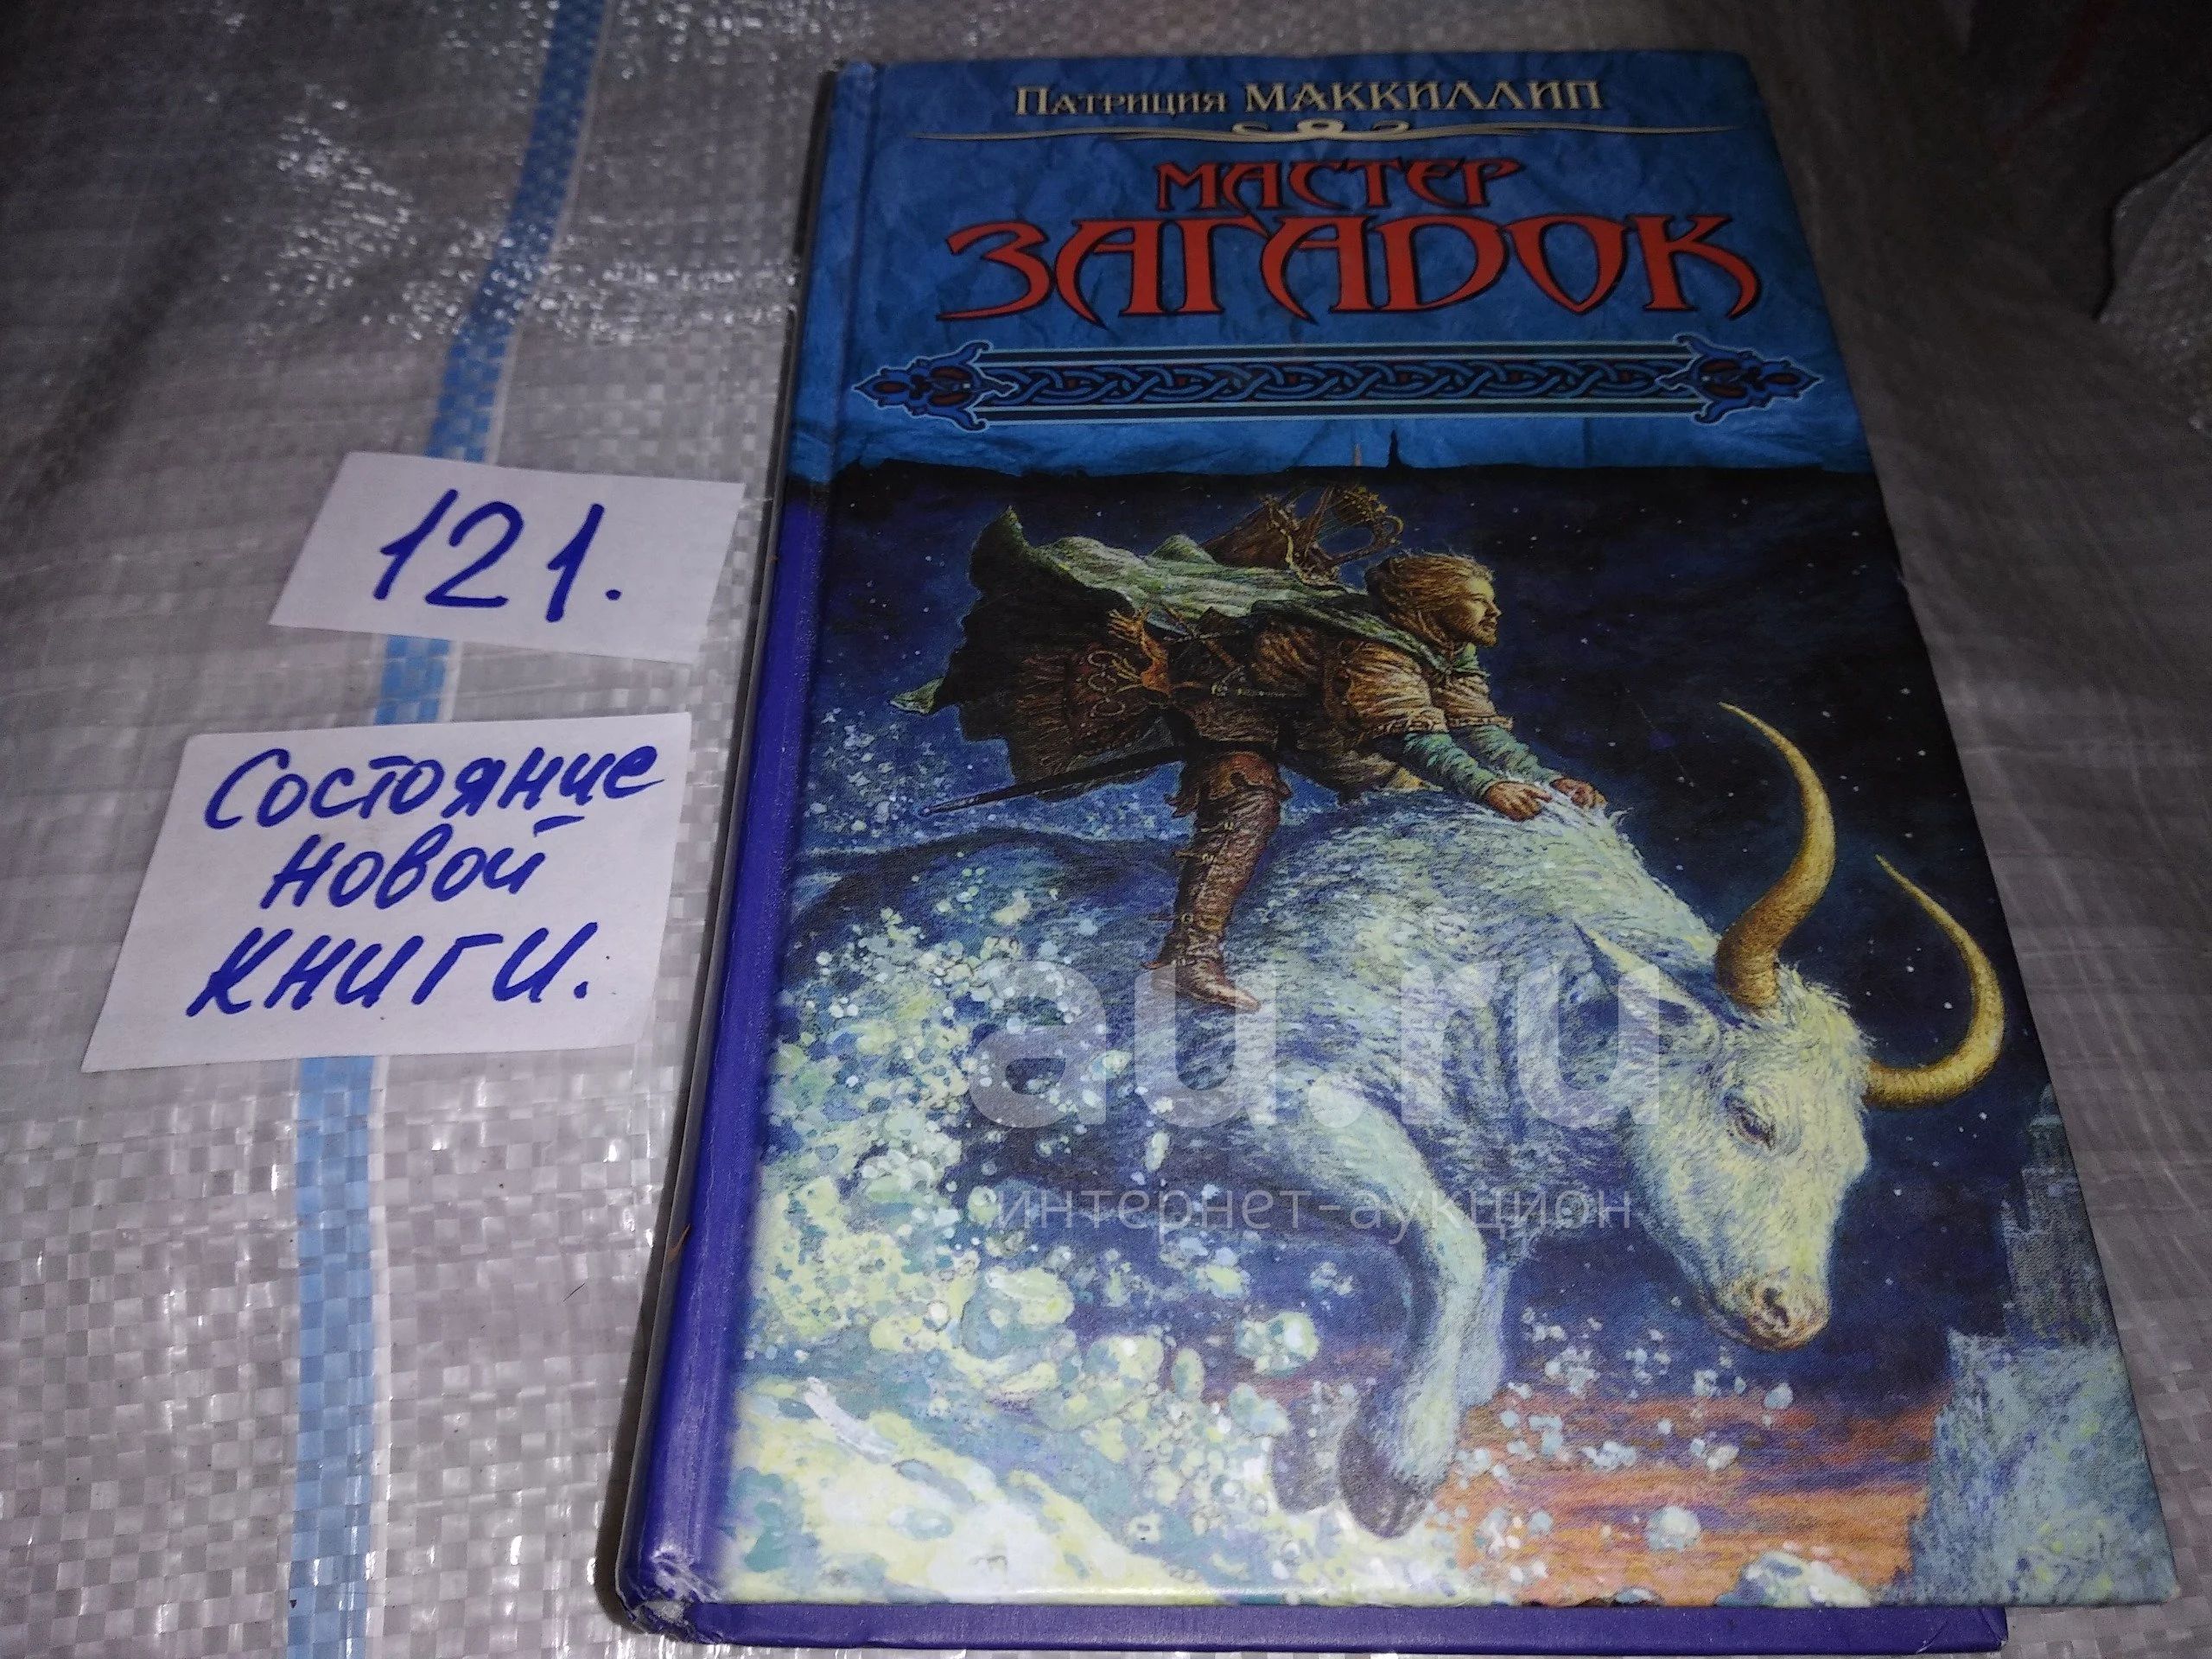 Патриция МАККИЛЛИП
МАСТЕР
ЗАГАДОК
121.
Состояние
новой
книги.
au.ru
интернет-аукцион